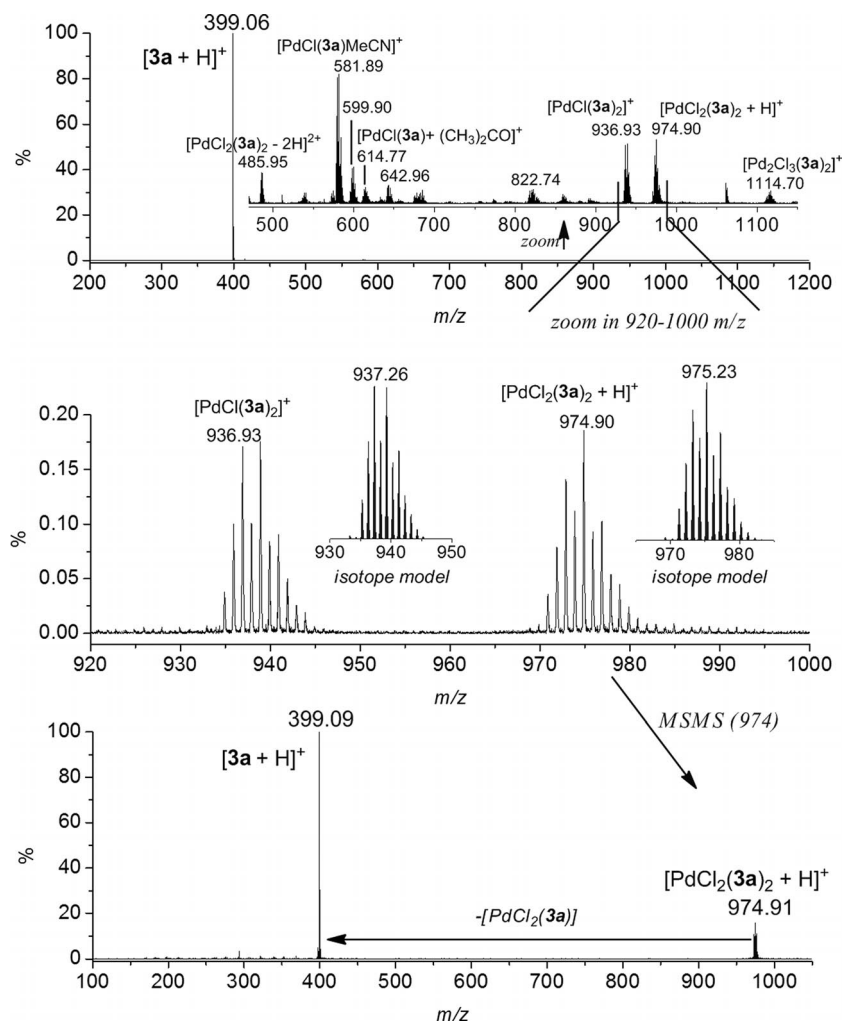 399.06
[3a + H]+
[PdCl(3a)MeCN]+
581.89
599.90
[PdCl2(3a)2 - 2H]2+
485.95
[PdCl(3a)+ (CH3)2CO]+
614.77
642.96
822.74
[PdCl(3a)2]+
936.93
[PdCl2(3a)2 + H]+
974.90
[Pd2Cl3(3a)2]+
1114.70
100
80
60
40
20
0
%
500 600 700 800 900 1000 1100
zoom
200 300 400 500 600 700 800 900 1000 1100 1200
m/z
zoom in 920-1000 m/z
[PdCl(3a)2]+
936.93
937.26
930 940 950
isotope model
[PdCl2(3a)2 + H]+
974.90
975.23
970 980
isotope model
0.20
0.15
0.10
0.05
0.00
%
920 930 940 950 960 970 980 990 1000
m/z
MSMS (974)
399.09
[3a + H]+
[PdCl2(3a)2 + H]+
974.91
-[PdCl2(3a)]
100
80
60
40
20
0
%
100 200 300 400 500 600 700 800 900 1000
m/z